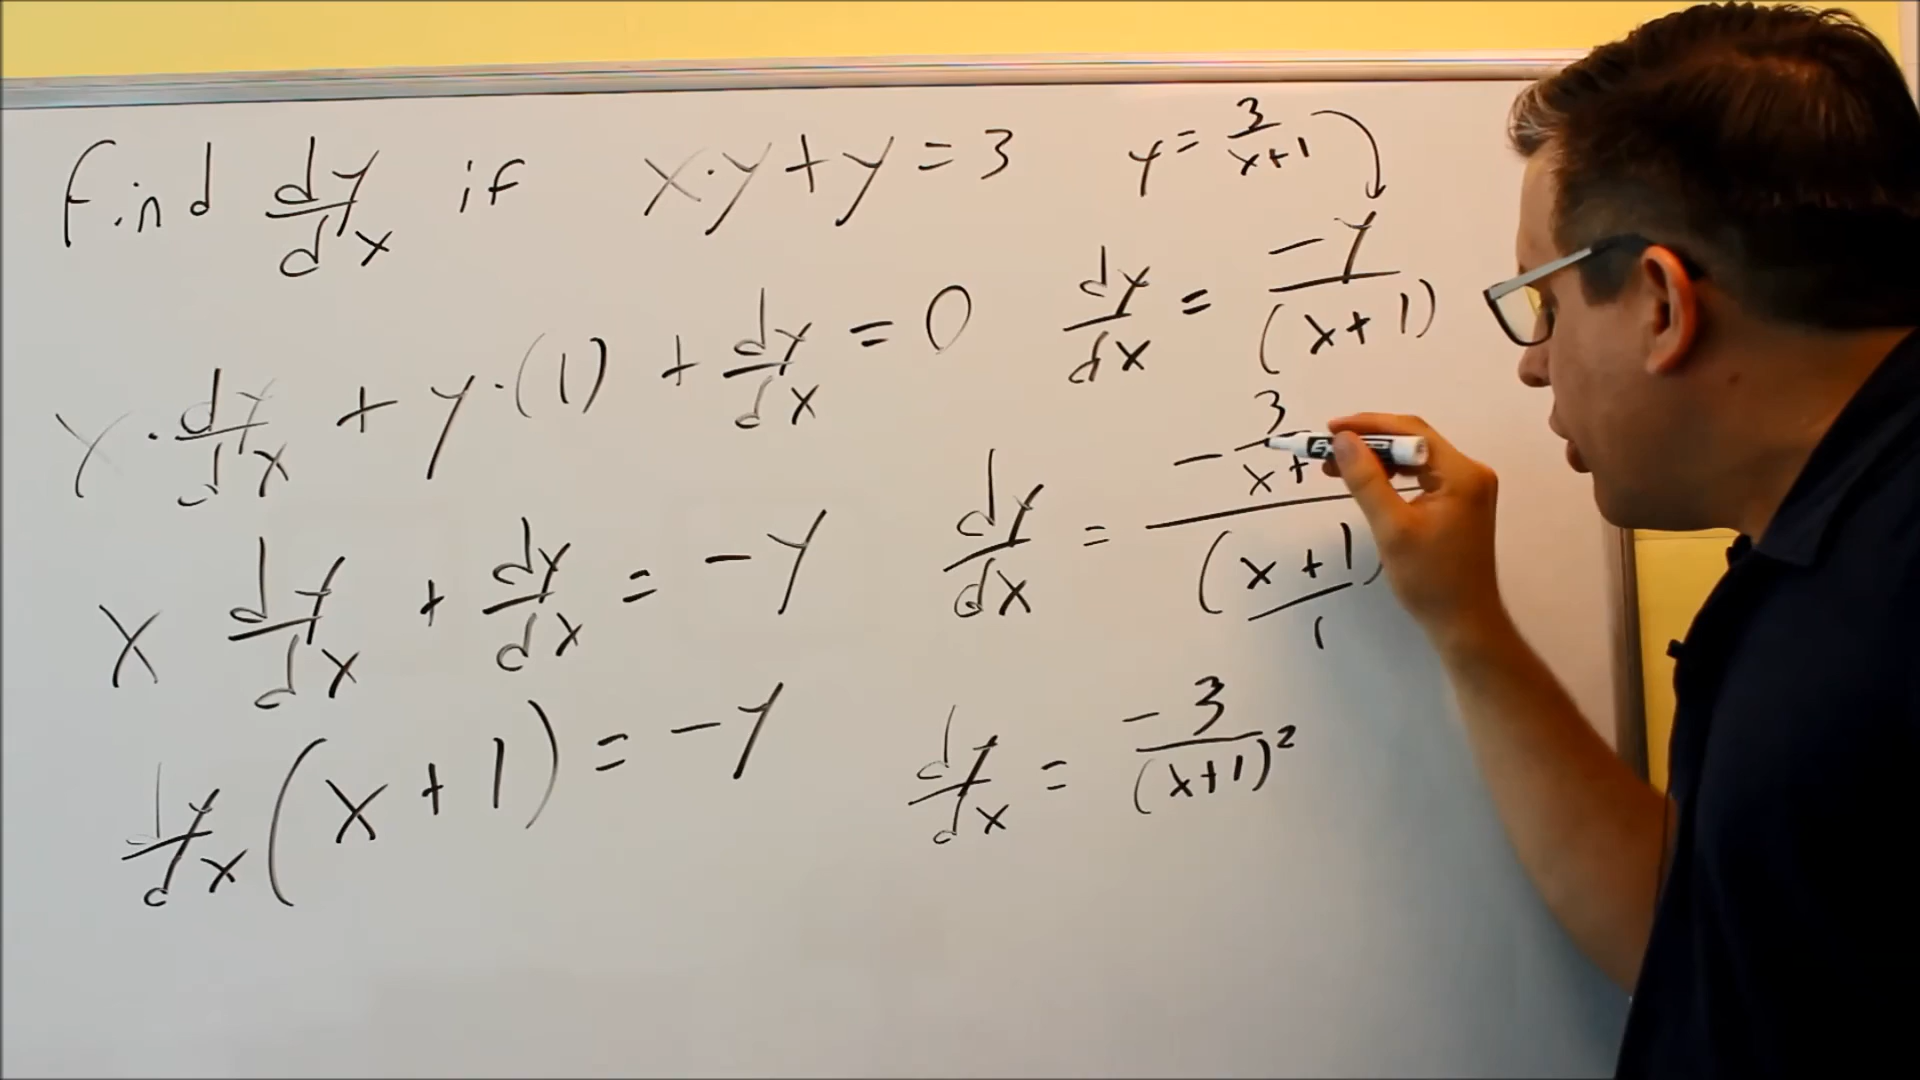 Find dy/dx if x·y+y=3
x·dy/dx + y·(1) + dy/dx = 0
x dy/dx + dy/dx = -y
dy/dx (x+1) = -y
y = 3/(x+1)
dy/dx = -y/(x+1)
dy/dx = -3/(x+ / ((x+1)/1)
dy/dx = -3/(x+1)²